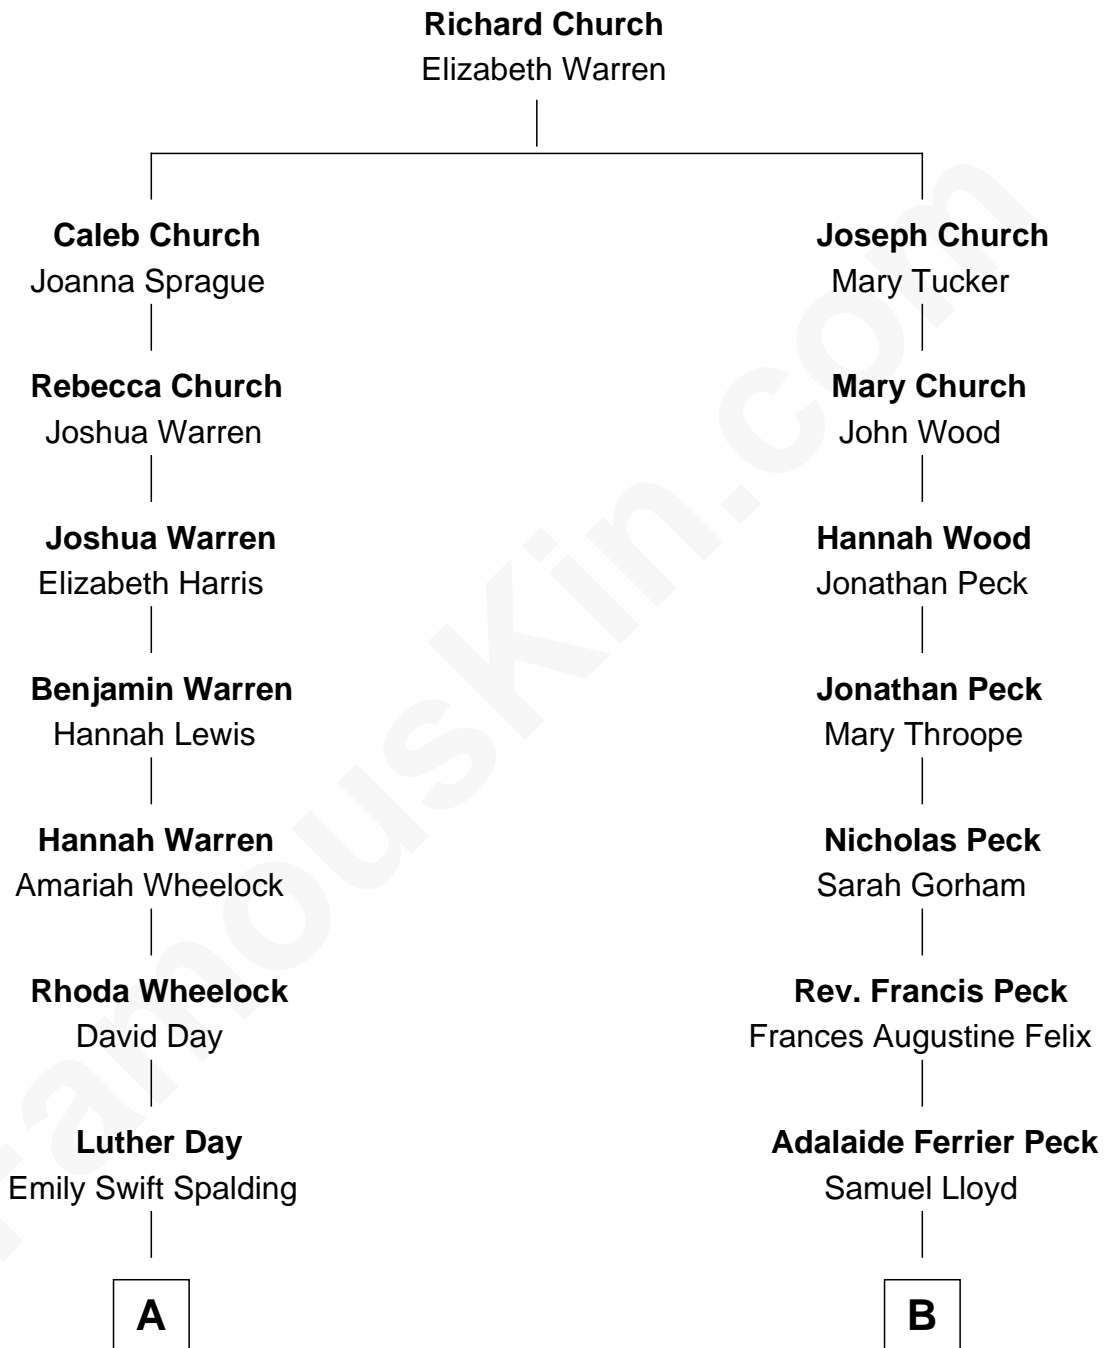 Richard Church
Elizabeth Warren
Caleb Church
Joanna Sprague
Joseph Church
Mary Tucker
Rebecca Church
Joshua Warren
Mary Church
John Wood
Joshua Warren
Elizabeth Harris
Hannah Wood
Jonathan Peck
Benjamin Warren
Hannah Lewis
Jonathan Peck
Mary Throope
Hannah Warren
Amariah Wheelock
Nicholas Peck
Sarah Gorham
Rhoda Wheelock
David Day
Rev. Francis Peck
Frances Augustine Felix
Luther Day
Emily Swift Spalding
Adalaide Ferrier Peck
Samuel Lloyd
A
B
FamousKin.com